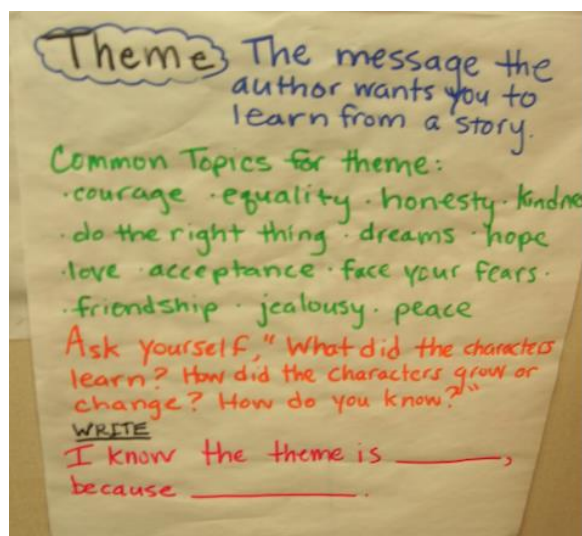 Theme The message the
author wants you to
learn from a story.
Common Topics for theme:
·courage ·equality ·honesty ·kindne
·do the right thing ·dreams ·hope
·love ·acceptance ·face your fears·
·friendship ·jealousy ·peace
Ask yourself, "What did the characters
learn? How did the characters grow or
change? How do you know?"
WRITE
I know the theme is ______,
because ______.